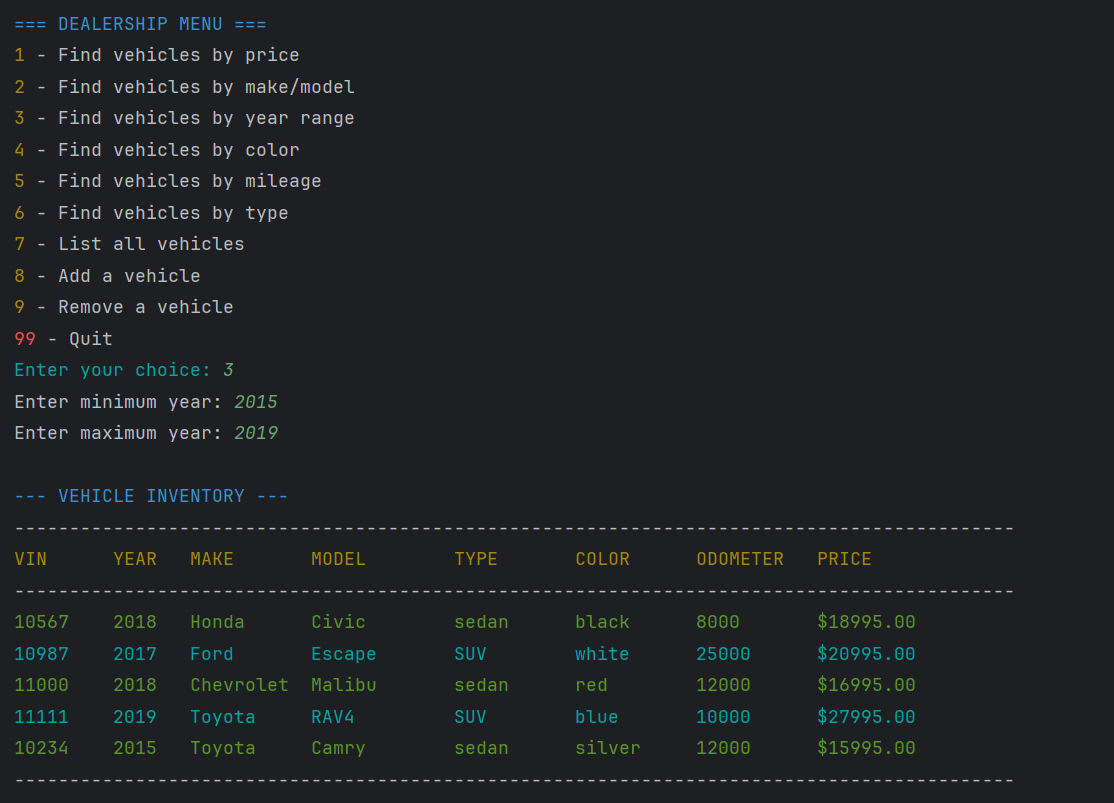 === DEALERSHIP MENU ===
1 - Find vehicles by price
2 - Find vehicles by make/model
3 - Find vehicles by year range
4 - Find vehicles by color
5 - Find vehicles by mileage
6 - Find vehicles by type
7 - List all vehicles
8 - Add a vehicle
9 - Remove a vehicle
99 - Quit
Enter your choice: 3
Enter minimum year: 2015
Enter maximum year: 2019

--- VEHICLE INVENTORY ---
-------------------------------------------------------------------------------------------
VIN      YEAR   MAKE       MODEL        TYPE       COLOR      ODOMETER   PRICE
-------------------------------------------------------------------------------------------
10567    2018   Honda      Civic        sedan      black      8000       $18995.00
10987    2017   Ford       Escape       SUV        white      25000      $20995.00
11000    2018   Chevrolet  Malibu       sedan      red        12000      $16995.00
11111    2019   Toyota     RAV4         SUV        blue       10000      $27995.00
10234    2015   Toyota     Camry        sedan      silver     12000      $15995.00
-------------------------------------------------------------------------------------------